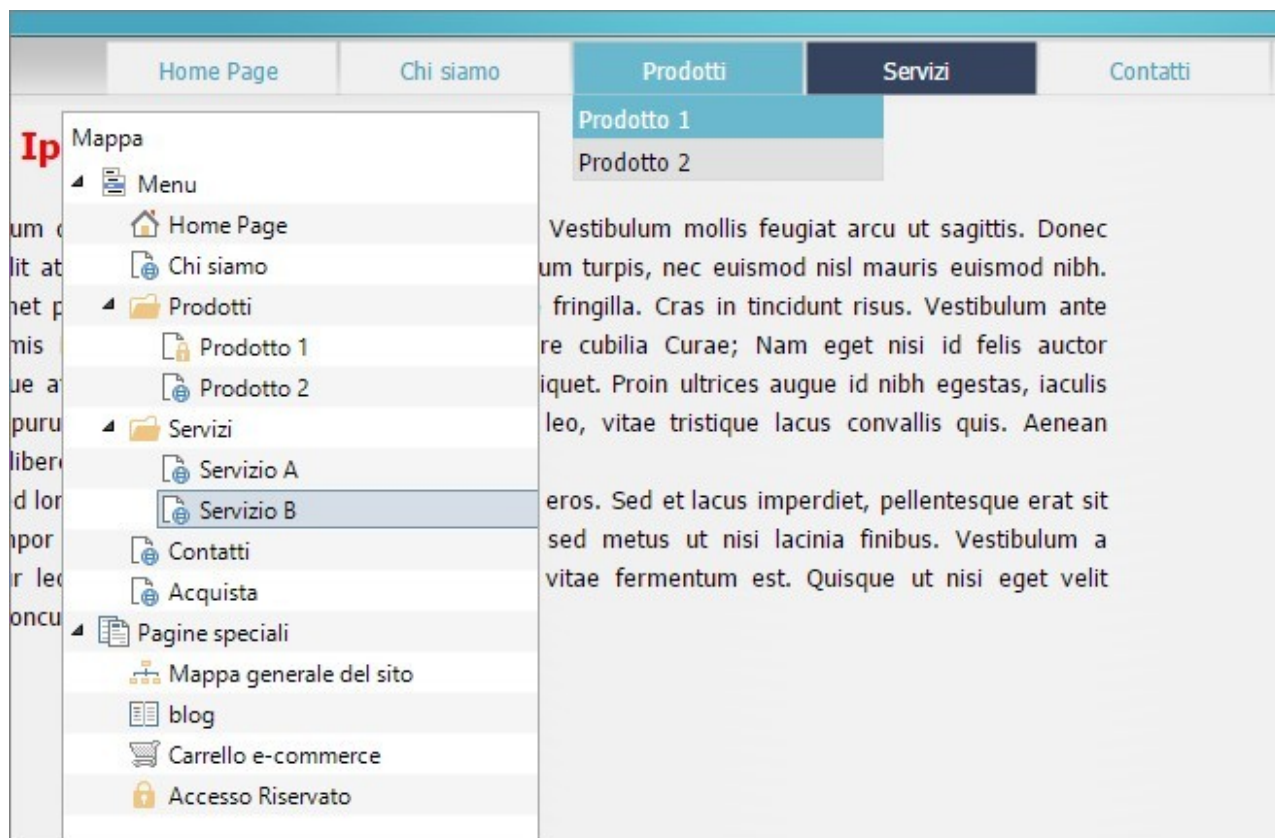 Home Page Chi siamo Prodotti Servizi Contatti
Prodotto 1
Prodotto 2
Mappa
Menu
Home Page
Chi siamo
Prodotti
Prodotto 1
Prodotto 2
Servizi
Servizio A
Servizio B
Contatti
Acquista
Pagine speciali
Mappa generale del sito
blog
Carrello e-commerce
Accesso Riservato
Ip
Vestibulum mollis feugiat arcu ut sagittis. Donec
um turpis, nec euismod nisl mauris euismod nibh.
fringilla. Cras in tincidunt risus. Vestibulum ante
re cubilia Curae; Nam eget nisi id felis auctor
iquet. Proin ultrices augue id nibh egestas, iaculis
leo, vitae tristique lacus convallis quis. Aenean
eros. Sed et lacus imperdiet, pellentesque erat sit
sed metus ut nisi lacinia finibus. Vestibulum a
vitae fermentum est. Quisque ut nisi eget velit